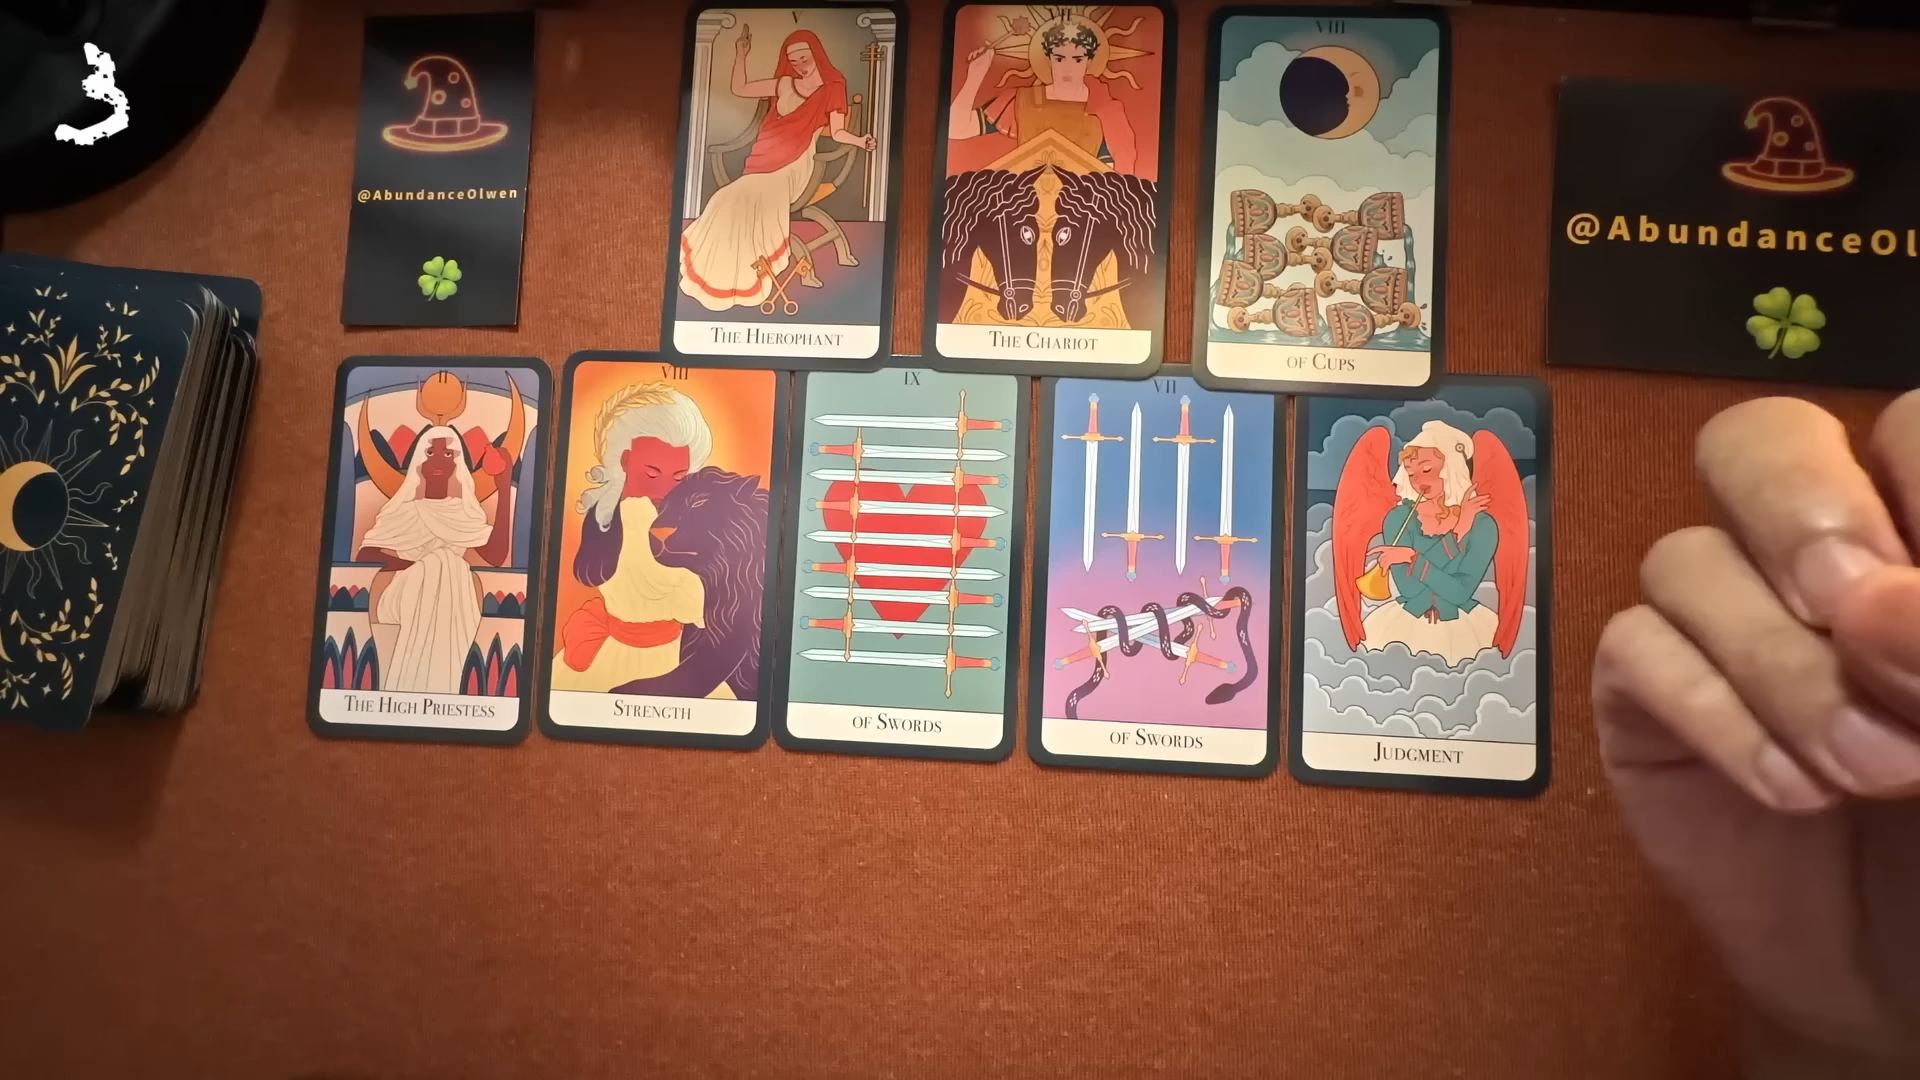 3
@AbundanceOlwen
V
THE HIEROPHANT
VII
THE CHARIOT
VIII
OF CUPS
@AbundanceOl
II
THE HIGH PRIESTESS
VIII
STRENGTH
IX
OF SWORDS
VII
OF SWORDS
JUDGMENT